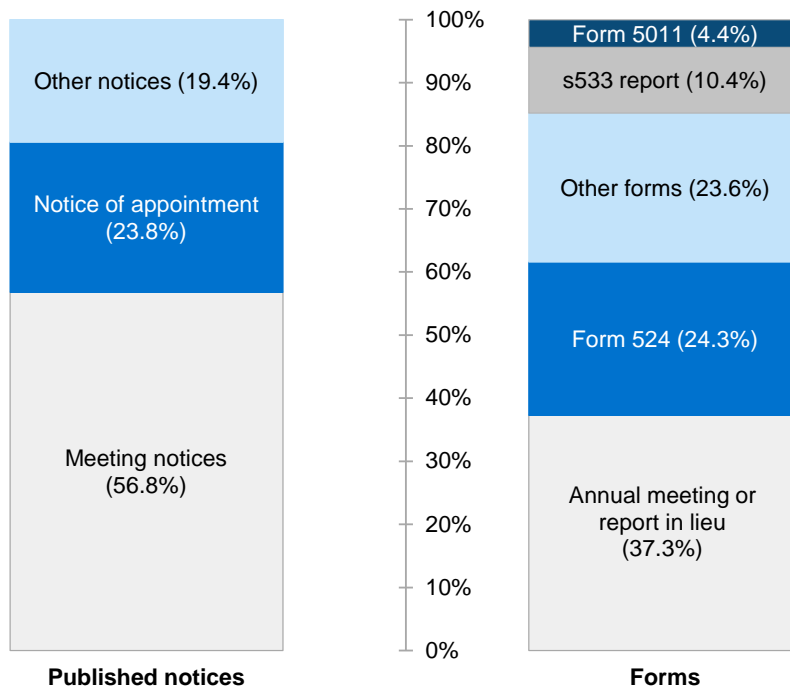 Other notices (19.4%)
Notice of appointment
(23.8%)
Meeting notices
(56.8%)
Published notices
100%
90%
80%
70%
60%
50%
40%
30%
20%
10%
0%
Form 5011 (4.4%)
s533 report (10.4%)
Other forms (23.6%)
Form 524 (24.3%)
Annual meeting or
report in lieu
(37.3%)
Forms